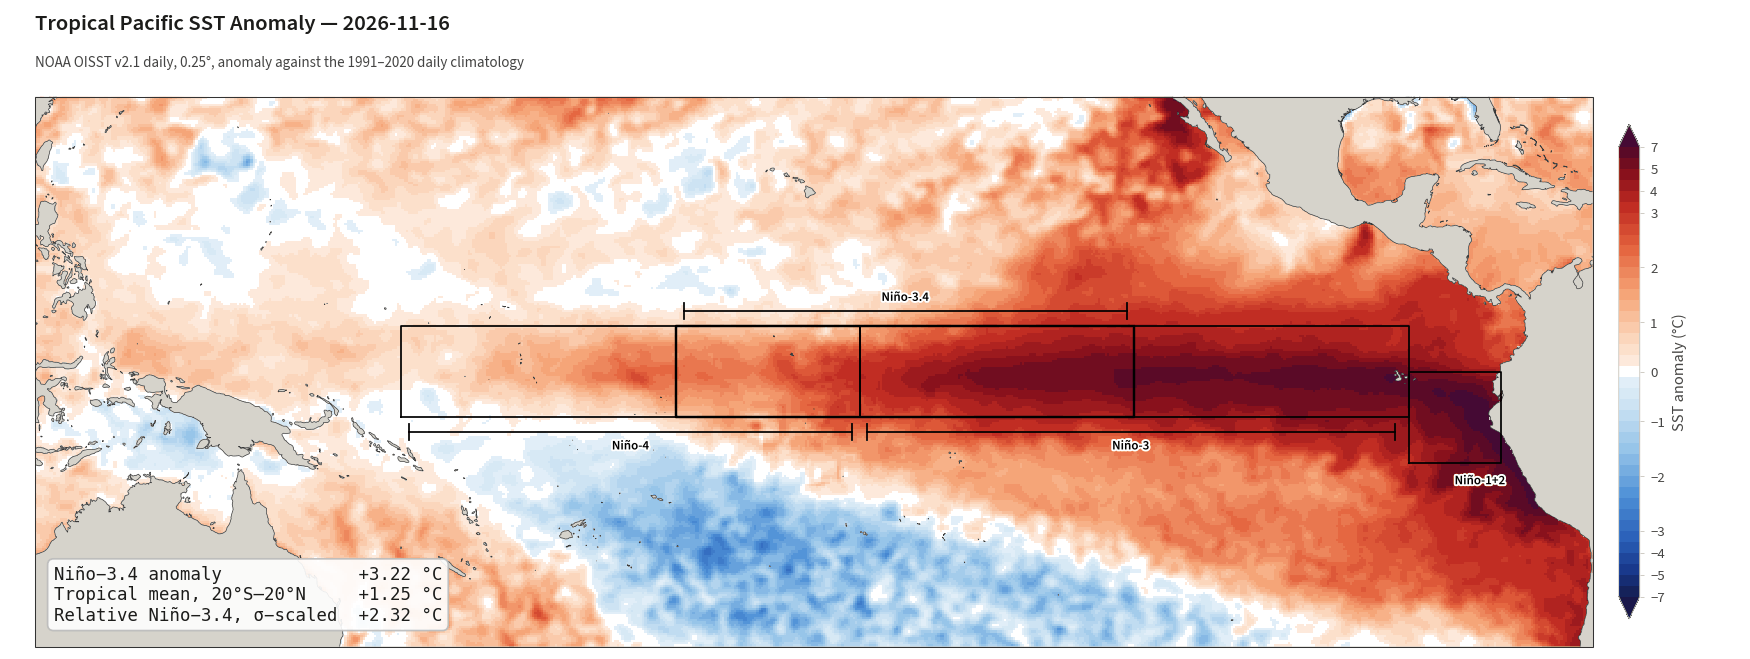 Tropical Pacific SST Anomaly — 2026-11-16
NOAA OISST v2.1 daily, 0.25°, anomaly against the 1991–2020 daily climatology
Niño-3.4
Niño-4
Niño-3
Niño-1+2
Niño−3.4 anomaly +3.22 °C
Tropical mean, 20°S–20°N +1.25 °C
Relative Niño−3.4, σ−scaled +2.32 °C
7
5
4
3
2
1
0
−1
−2
−3
−4
−5
−7
SST anomaly (°C)